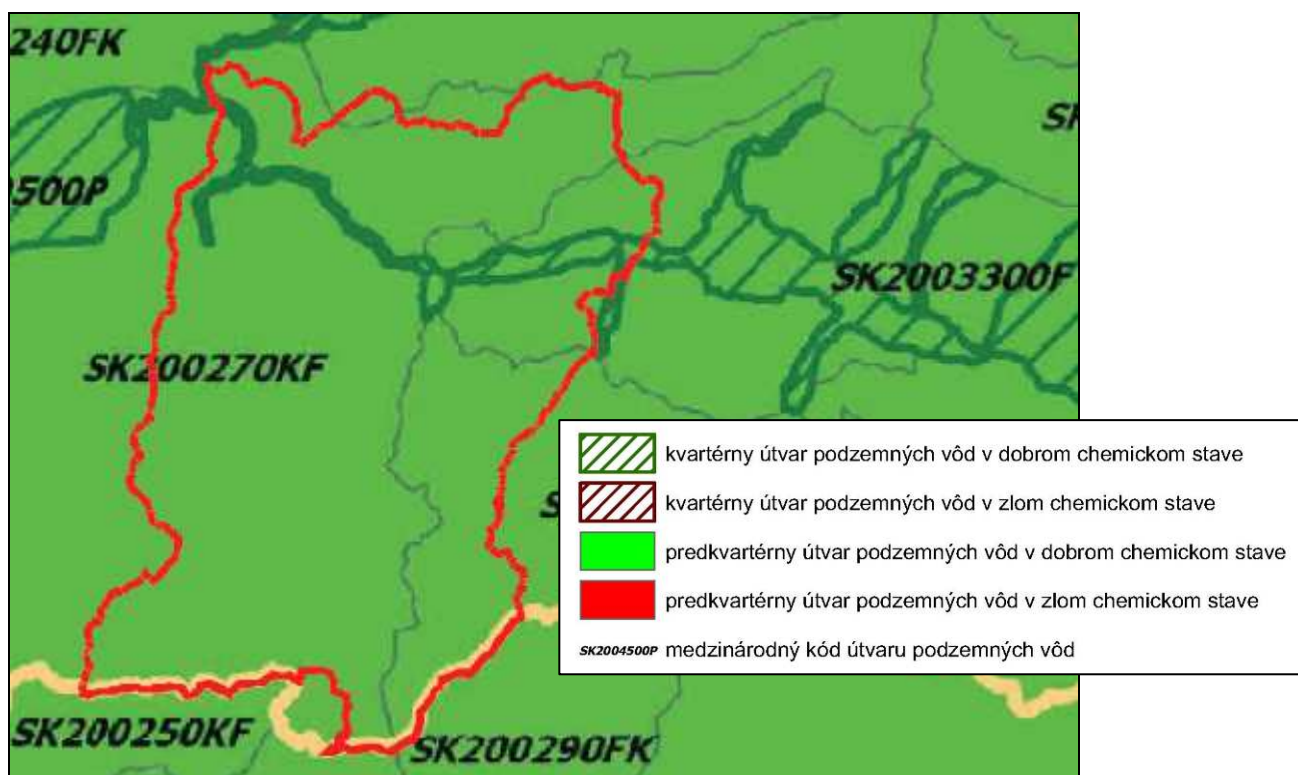 240FK
500P
SK
SK2003300F
SK200270KF
S
SK200250KF
SK200290FK
kvartérny útvar podzemných vôd v dobrom chemickom stave
kvartérny útvar podzemných vôd v zlom chemickom stave
predkvartérny útvar podzemných vôd v dobrom chemickom stave
predkvartérny útvar podzemných vôd v zlom chemickom stave
SK2004500P medzinárodný kód útvaru podzemných vôd